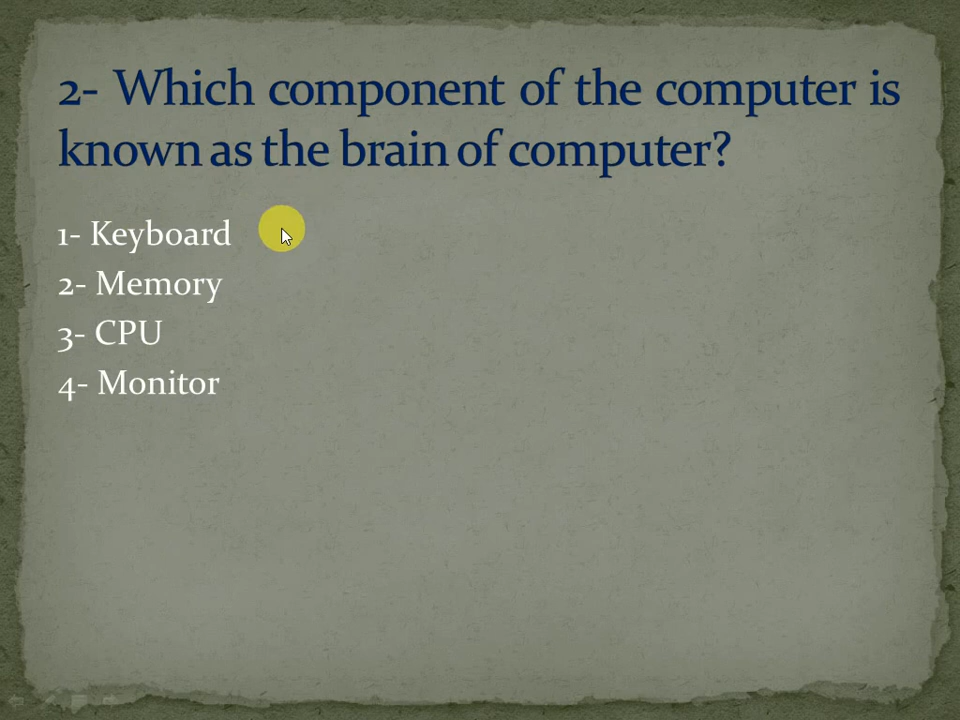 2- Which component of the computer is
known as the brain of computer?
1- Keyboard
2- Memory
3- CPU
4- Monitor